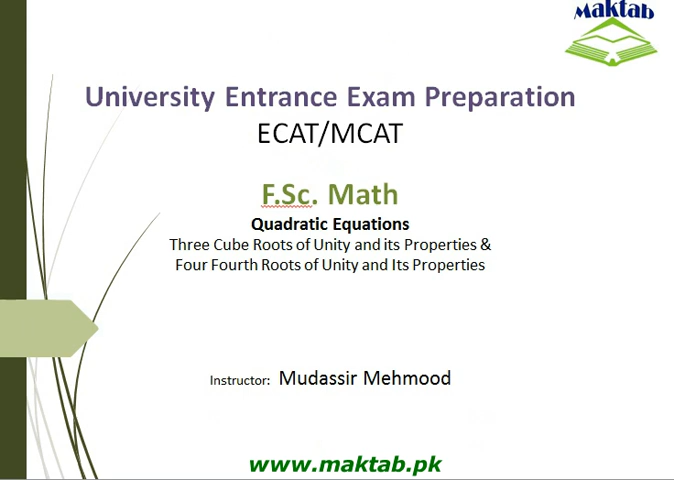 Maktab
University Entrance Exam Preparation
ECAT/MCAT
F.Sc. Math
Quadratic Equations
Three Cube Roots of Unity and its Properties &
Four Fourth Roots of Unity and Its Properties
Instructor: Mudassir Mehmood
www.maktab.pk